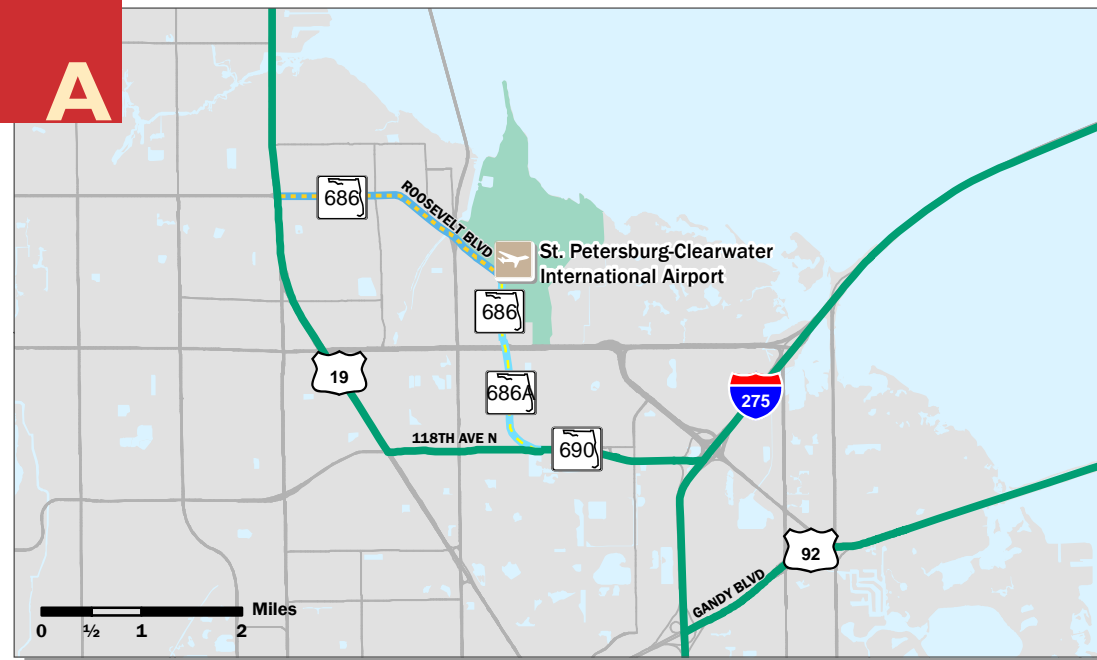 A
686
ROOSEVELT BLVD
St. Petersburg-Clearwater
International Airport
686
19
686A
275
118TH AVE N
690
92
GANDY BLVD
Miles
0 ½ 1 2